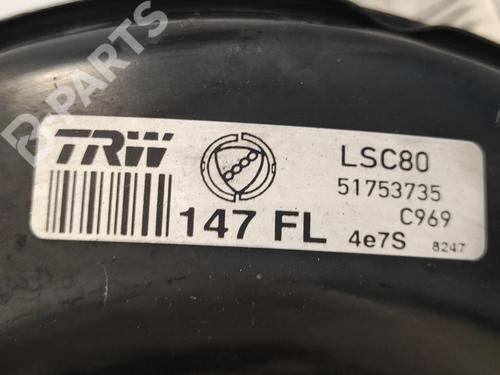 B-PARTS
TRW
LSC80
51753735
C969
147 FL
4e7S
8247